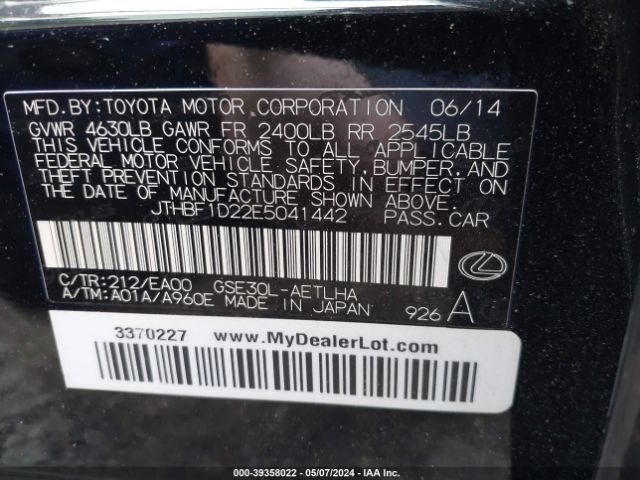 MFD.BY:TOYOTA MOTOR CORPORATION 06/14
GVWR 4630LB GAWR FR 2400LB RR 2545LB
THIS VEHICLE CONFORMS TO ALL APPLICABLE
FEDERAL MOTOR VEHICLE SAFETY,BUMPER,AND
THEFT PREVENTION STANDARDS IN EFFECT ON
THE DATE OF MANUFACTURE SHOWN ABOVE.
JTHBF1D22E5041442 PASS.CAR
C/TR:212/EA00 GSE30L-AETLHA
A/TM:A01A/A960E MADE IN JAPAN 926 A
3370227 www.MyDealerLot.com
000-39358022 - 05/07/2024 - IAA Inc.